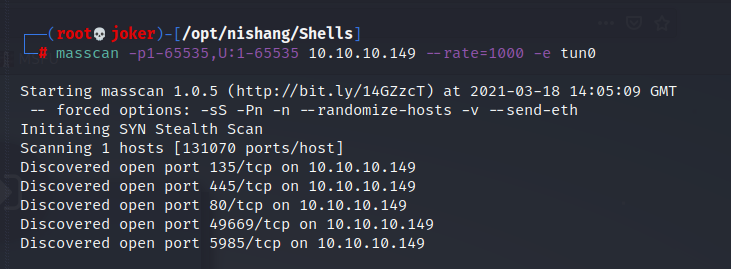 ┌──(root💀joker)-[/opt/nishang/Shells]
└─# masscan -p1-65535,U:1-65535 10.10.10.149 --rate=1000 -e tun0
Starting masscan 1.0.5 (http://bit.ly/14GZzcT) at 2021-03-18 14:05:09 GMT
 -- forced options: -sS -Pn -n --randomize-hosts -v --send-eth
Initiating SYN Stealth Scan
Scanning 1 hosts [131070 ports/host]
Discovered open port 135/tcp on 10.10.10.149
Discovered open port 445/tcp on 10.10.10.149
Discovered open port 80/tcp on 10.10.10.149
Discovered open port 49669/tcp on 10.10.10.149
Discovered open port 5985/tcp on 10.10.10.149